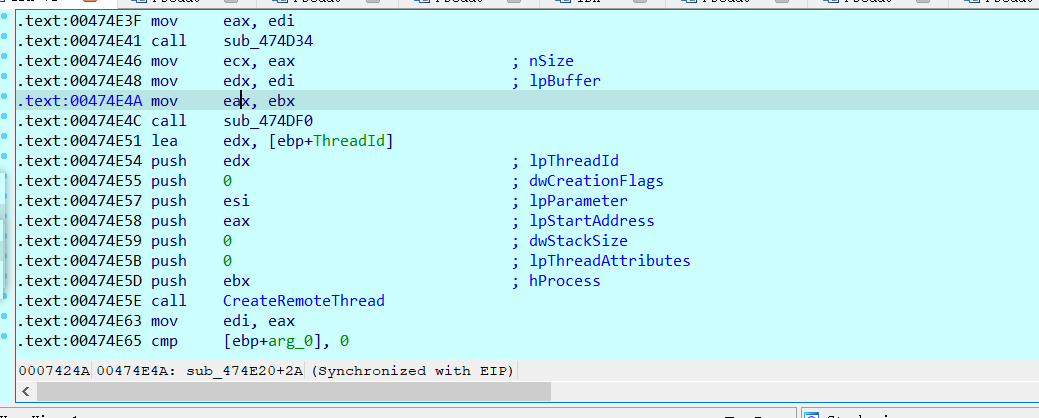 .text:00474E3F mov eax, edi
.text:00474E41 call sub_474D34
.text:00474E46 mov ecx, eax ; nSize
.text:00474E48 mov edx, edi ; lpBuffer
.text:00474E4A mov eax, ebx
.text:00474E4C call sub_474DF0
.text:00474E51 lea edx, [ebp+ThreadId]
.text:00474E54 push edx ; lpThreadId
.text:00474E55 push 0 ; dwCreationFlags
.text:00474E57 push esi ; lpParameter
.text:00474E58 push eax ; lpStartAddress
.text:00474E59 push 0 ; dwStackSize
.text:00474E5B push 0 ; lpThreadAttributes
.text:00474E5D push ebx ; hProcess
.text:00474E5E call CreateRemoteThread
.text:00474E63 mov edi, eax
.text:00474E65 cmp [ebp+arg_0], 0
0007424A 00474E4A: sub_474E20+2A (Synchronized with EIP)